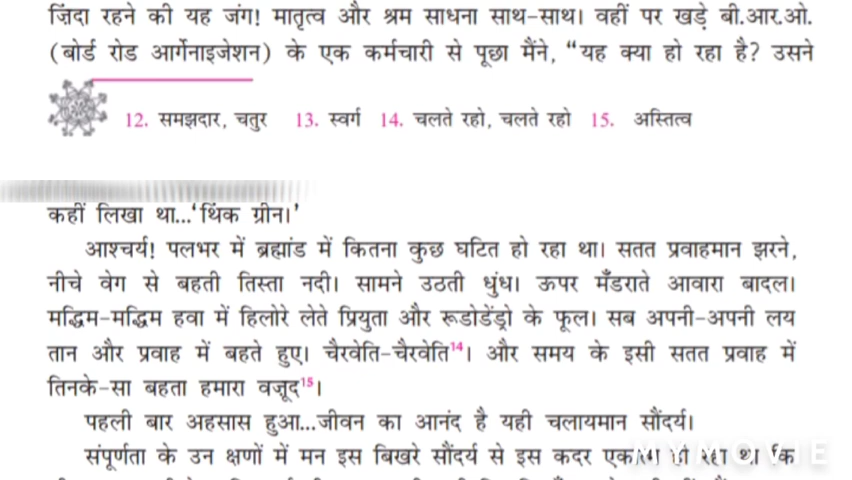 ज़िंदा रहने की यह जंग! मातृत्व और श्रम साधना साथ-साथ। वहीं पर खड़े बी.आर.ओ.
(बोर्ड रोड आर्गेनाइजेशन) के एक कर्मचारी से पूछा मैंने, “यह क्या हो रहा है? उसने
12. समझदार, चतुर 13. स्वर्ग 14. चलते रहो, चलते रहो 15. अस्तित्व
कहीं लिखा था...‘थिंक ग्रीन।’
आश्चर्य! पलभर में ब्रह्मांड में कितना कुछ घटित हो रहा था। सतत प्रवाहमान झरने,
नीचे वेग से बहती तिस्ता नदी। सामने उठती धुंध। ऊपर मँडराते आवारा बादल।
मद्धिम-मद्धिम हवा में हिलोरे लेते प्रियुता और रूडोडेंड्रो के फूल। सब अपनी-अपनी लय
तान और प्रवाह में बहते हुए। चैरवेति-चैरवेति¹⁴। और समय के इसी सतत प्रवाह में
तिनके-सा बहता हमारा वजूद¹⁵।
पहली बार अहसास हुआ...जीवन का आनंद है यही चलायमान सौंदर्य।
संपूर्णता के उन क्षणों में मन इस बिखरे सौंदर्य से इस कदर एकात्म हो रहा था कि
MYMOVIE